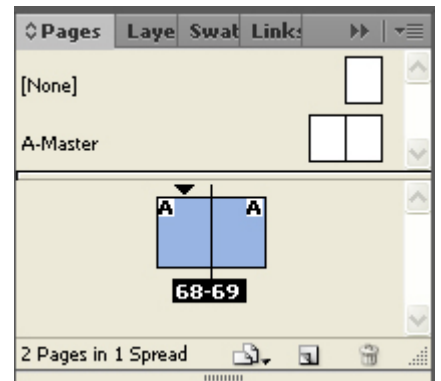 Pages Laye Swat Links
[None]
A-Master
A A
68-69
2 Pages in 1 Spread